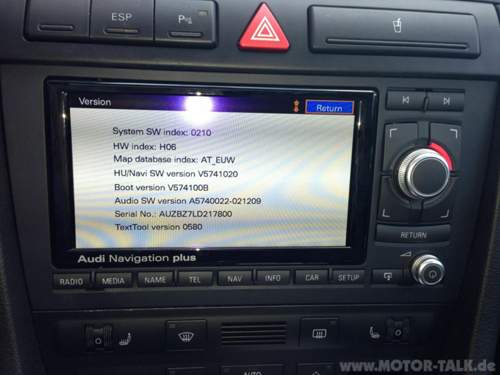 ESP
P
Version
Return
System SW index: 0210
HW index: H06
Map database index: AT_EUW
HU/Navi SW version V5741020
Boot version V574100B
Audio SW version A5740022-021209
Serial No.: AUZBZ7LD217800
TextTool version 0580
RETURN
Audi Navigation plus
RADIO MEDIA NAME TEL NAV INFO CAR SETUP
AUTO
www.MOTOR-TALK.de